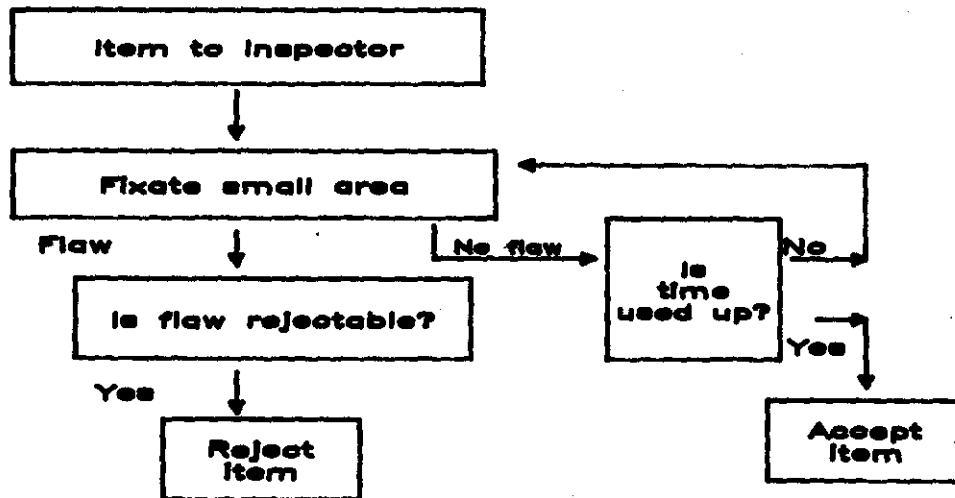 Item to Inspector
Fixate small area
Flaw
No flaw
No
Is
time
used up?
Is flaw rejectable?
Yes
Yes
Reject
Item
Accept
Item